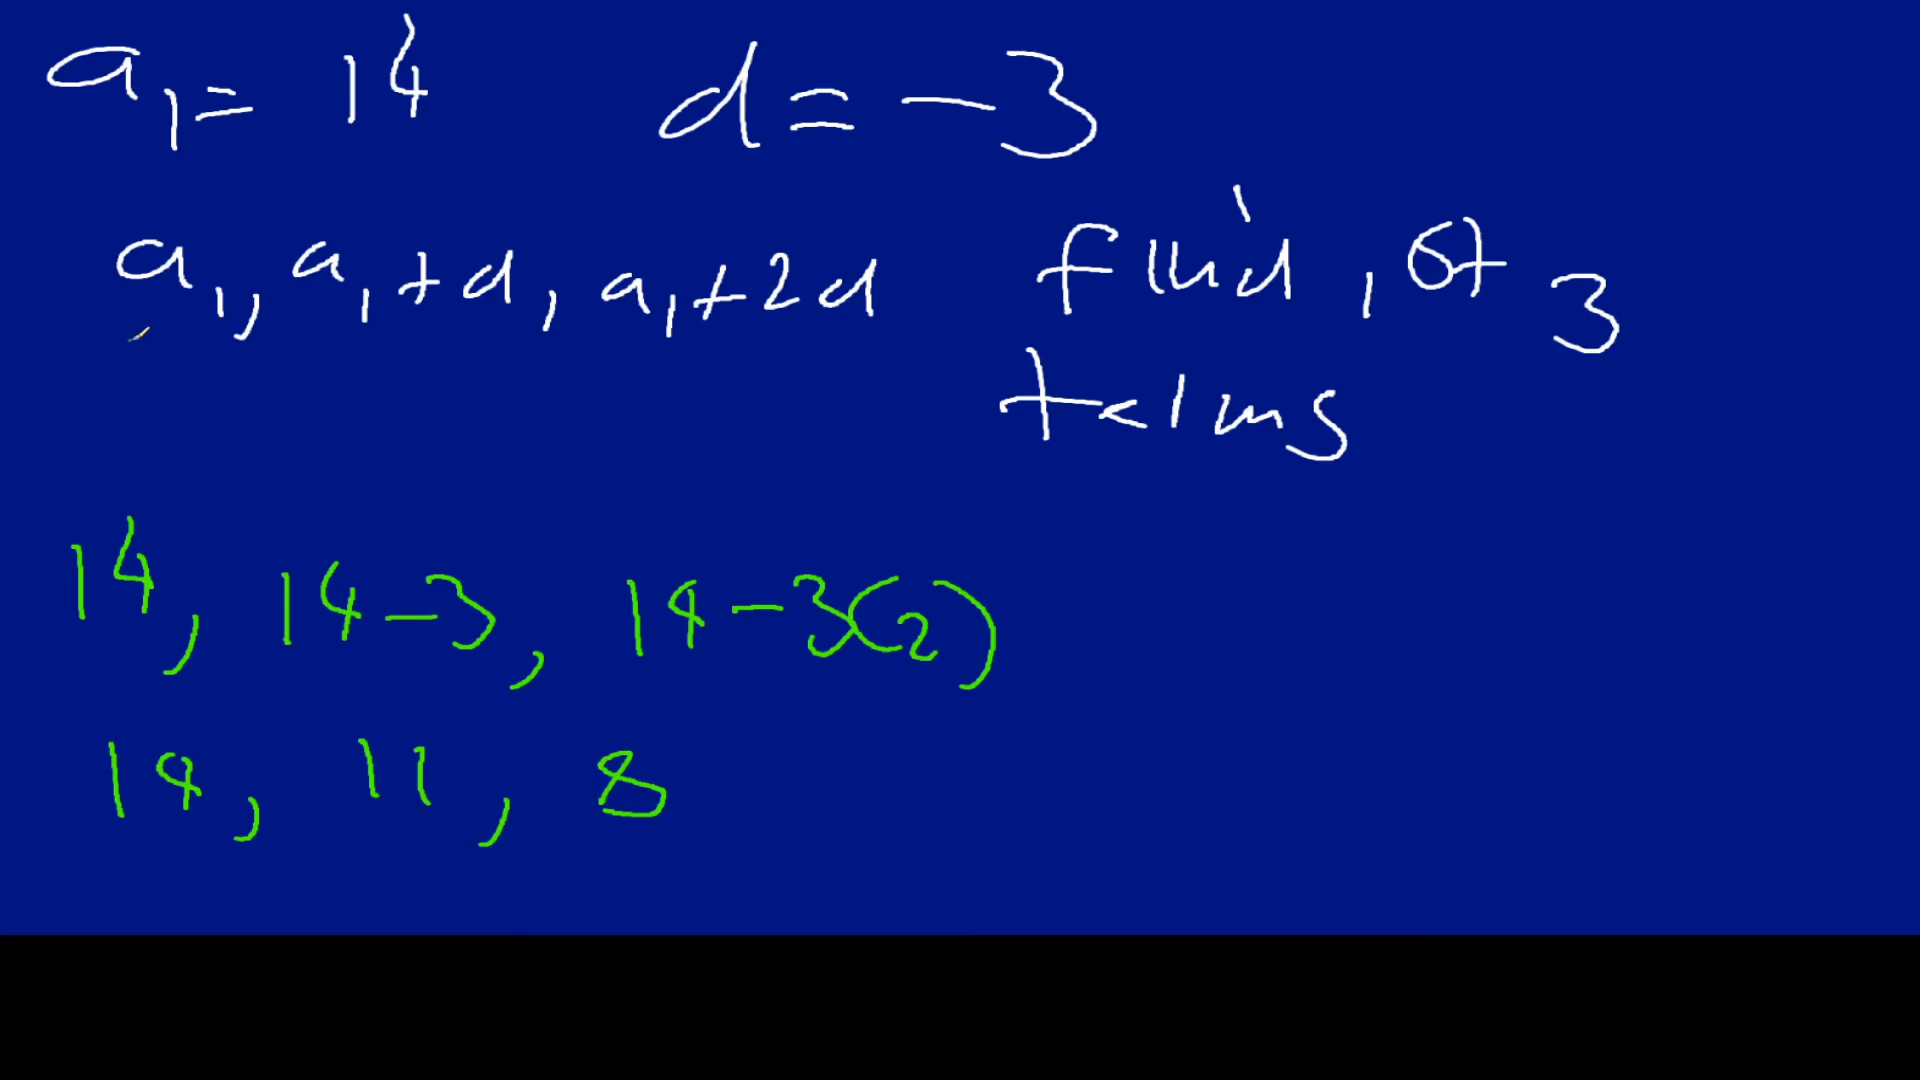 a₁ = 14 d = -3
a₁, a₁+d, a₁+2d find 1st 3
terms
14, 14-3, 14-3(2)
14, 11, 8